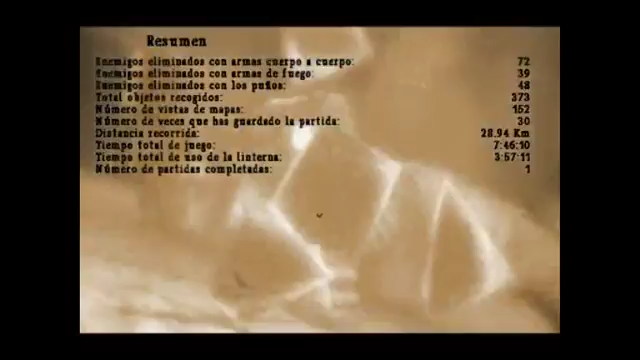 Resumen
Enemigos eliminados con armas cuerpo a cuerpo: 72
Enemigos eliminados con armas de fuego: 39
Enemigos eliminados con los puños: 48
Total objetos recogidos: 373
Número de vistas de mapas: 152
Número de veces que has guardado la partida: 30
Distancia recorrida: 28.94 Km
Tiempo total de juego: 7:46:10
Tiempo total de uso de la linterna: 3:57:11
Número de partidas completadas: 1